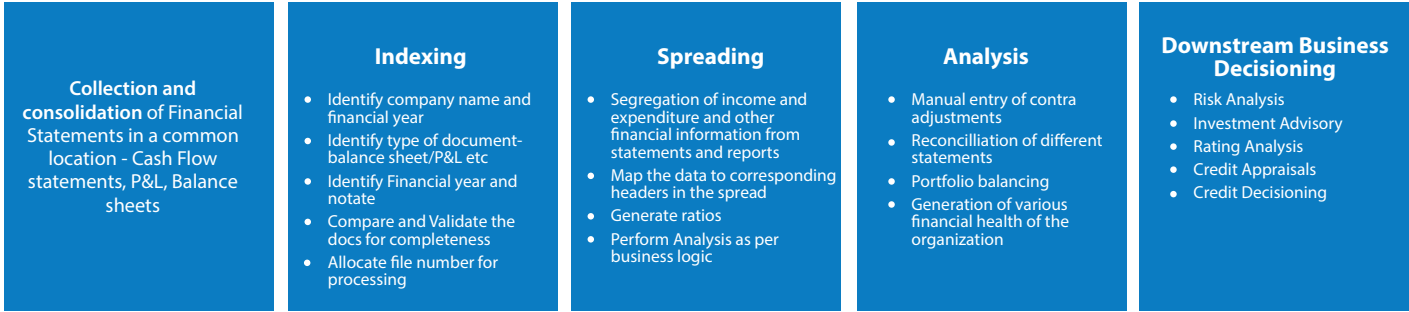 Collection and
consolidation of Financial
Statements in a common
location - Cash Flow
statements, P&L, Balance
sheets
Indexing
• Identify company name and
financial year
• Identify type of document-
balance sheet/P&L etc
• Identify Financial year and
notate
• Compare and Validate the
docs for completeness
• Allocate file number for
processing
Spreading
• Segregation of income and
expenditure and other
financial information from
statements and reports
• Map the data to corresponding
headers in the spread
• Generate ratios
• Perform Analysis as per
business logic
Analysis
• Manual entry of contra
adjustments
• Reconcilliation of different
statements
• Portfolio balancing
• Generation of various
financial health of the
organization
Downstream Business
Decisioning
• Risk Analysis
• Investment Advisory
• Rating Analysis
• Credit Appraisals
• Credit Decisioning